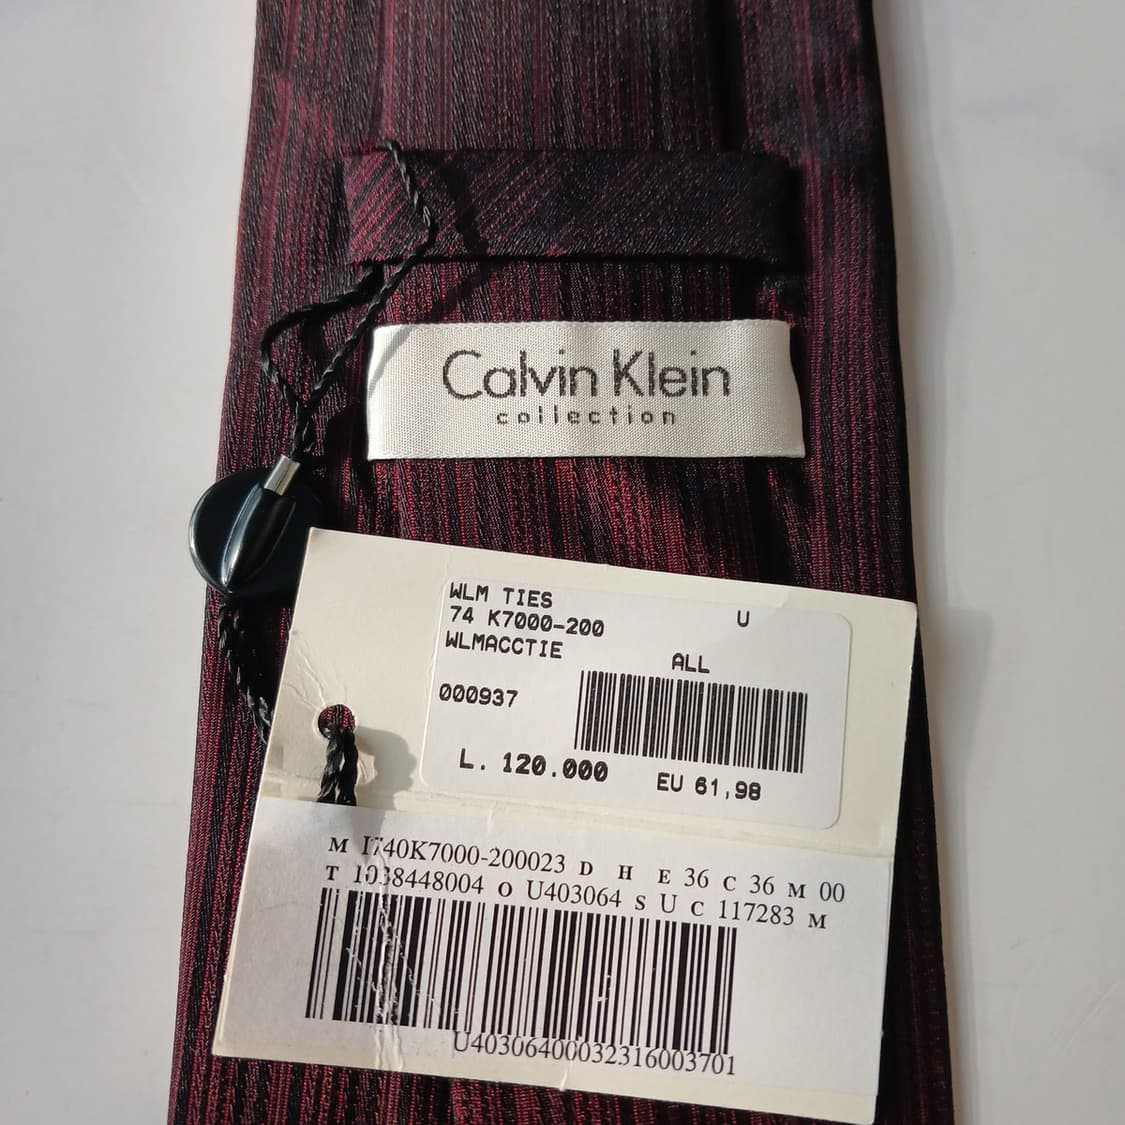 Calvin Klein
collection
WLM TIES
74 K7000-200 U
WLMACCTIE
ALL
000937
L. 120.000 EU 61,98
M I740K7000-200023 D H E 36 C 36 M 00
T 1038448004 O U403064 S U C 117283 M
U40306400032316003701